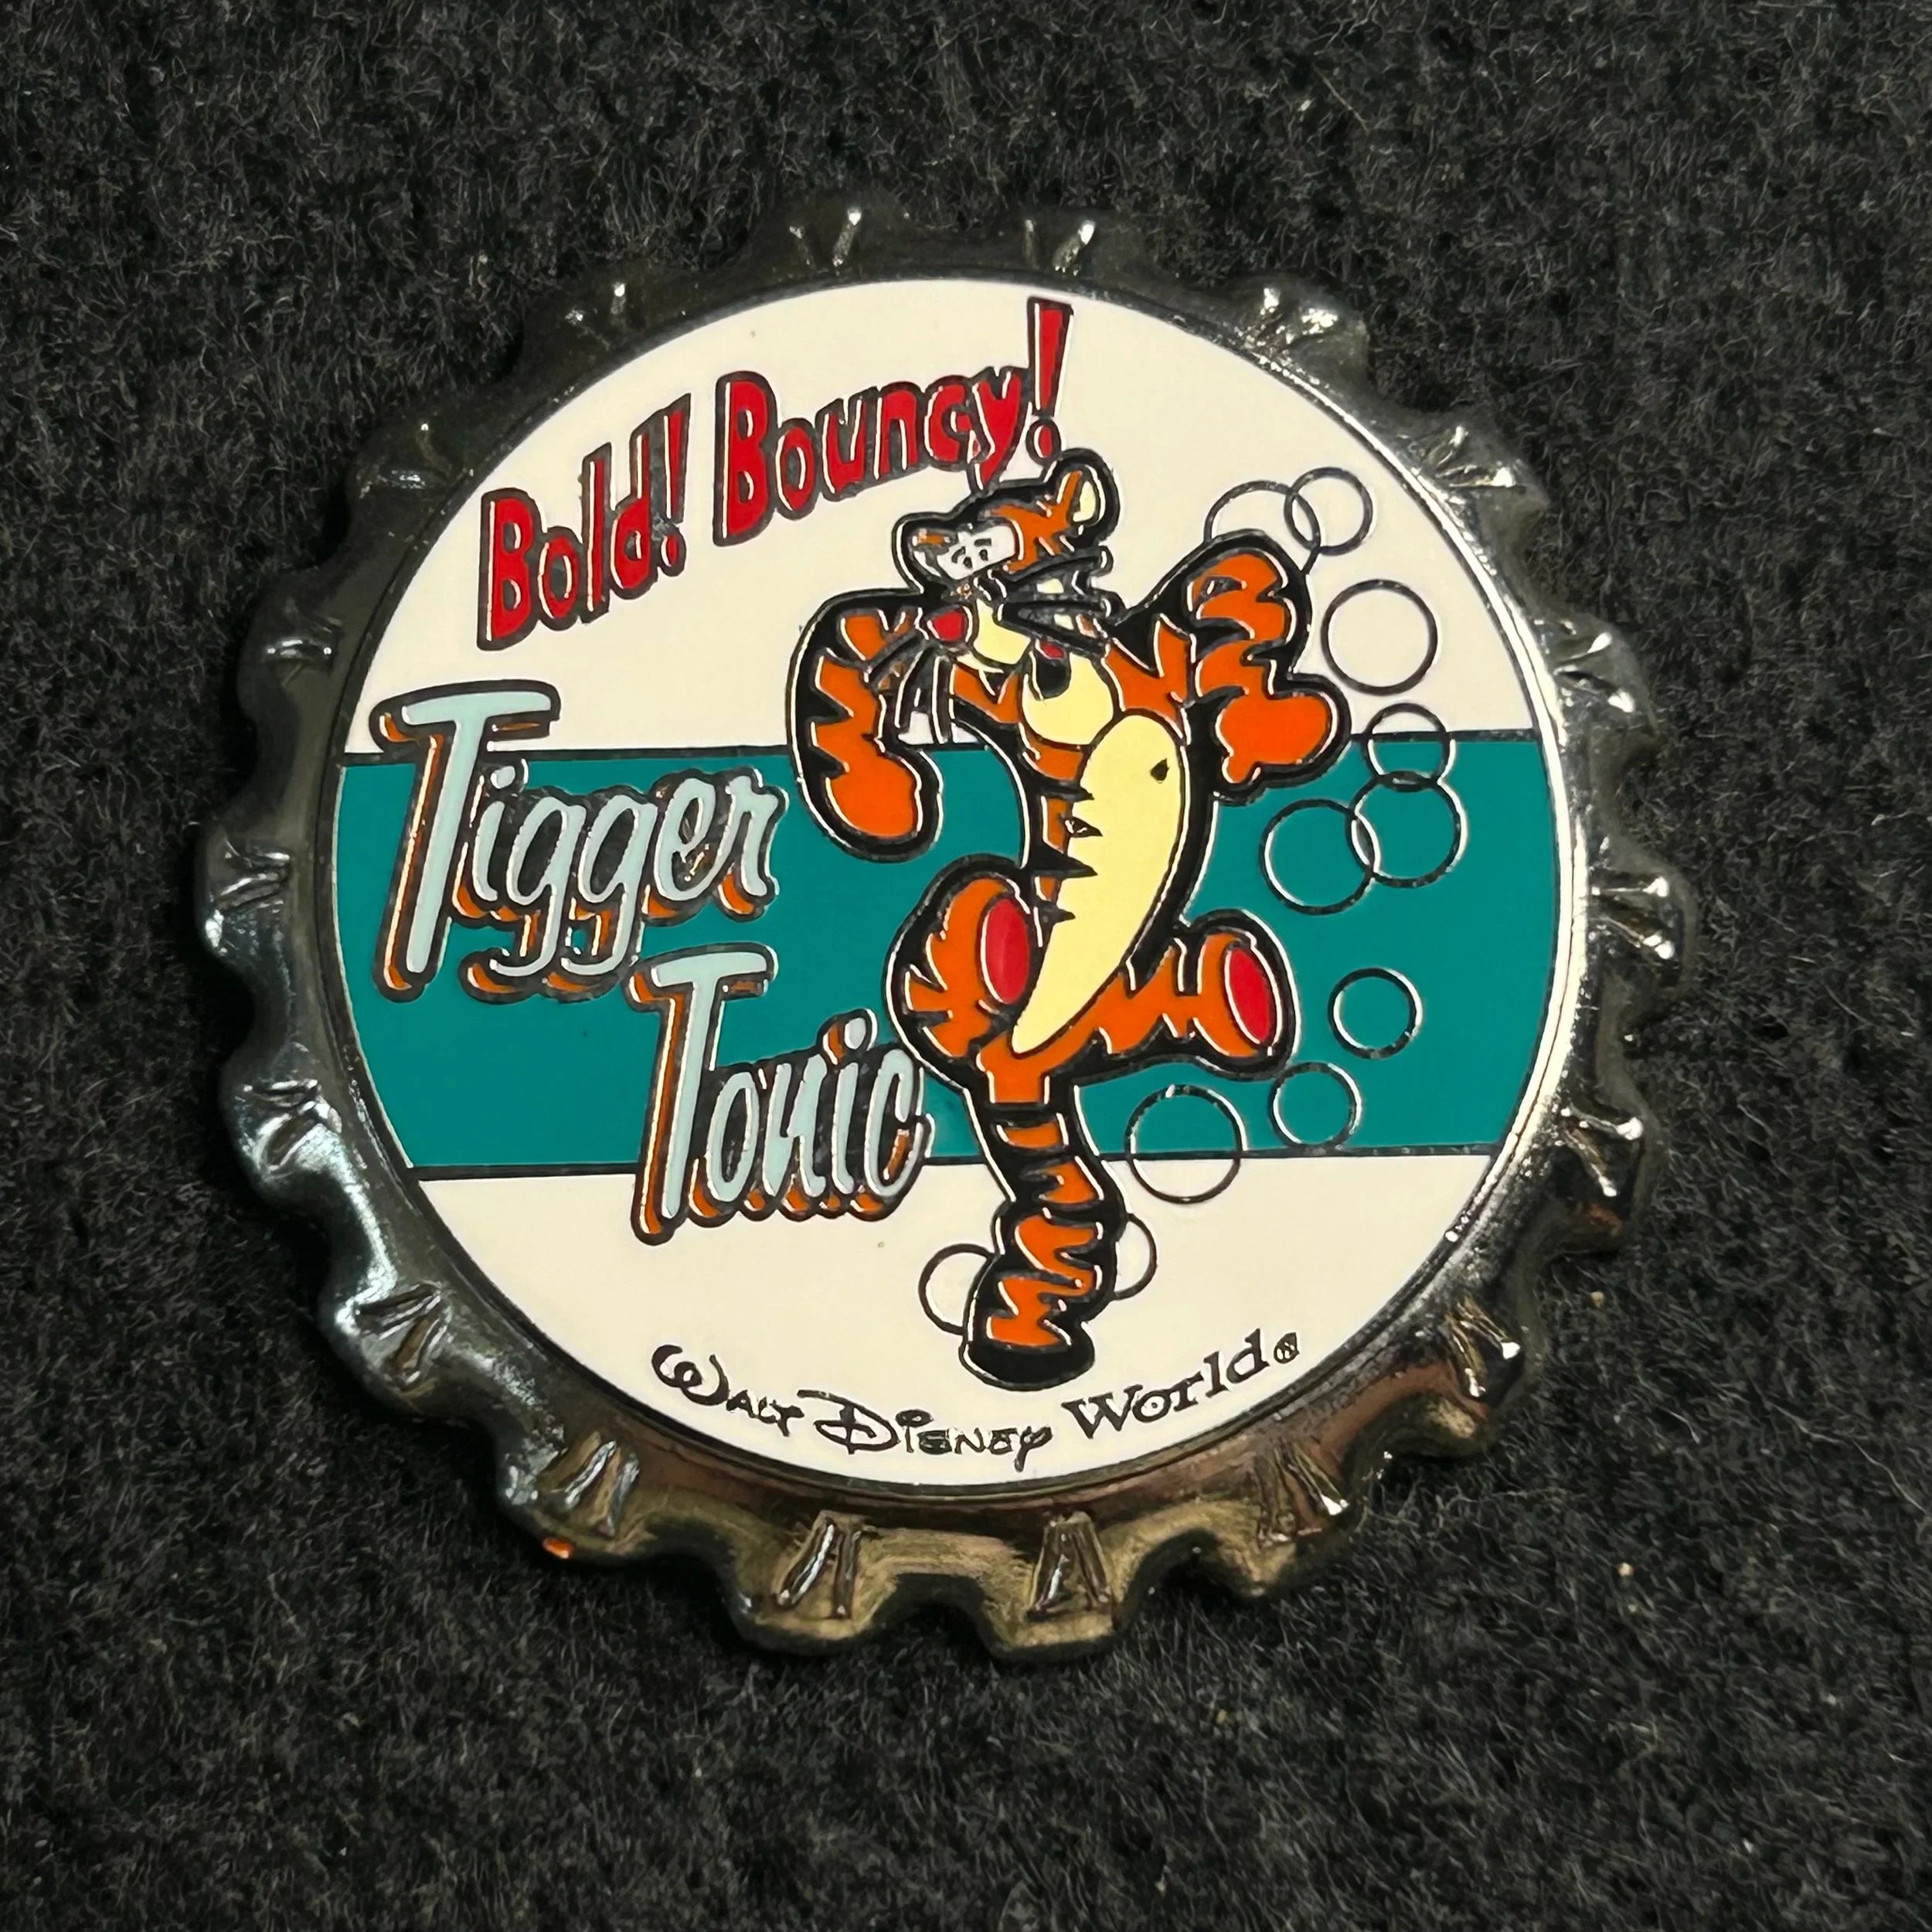 Bold! Bouncy!
Tigger
Tonic
Walt Disney World®